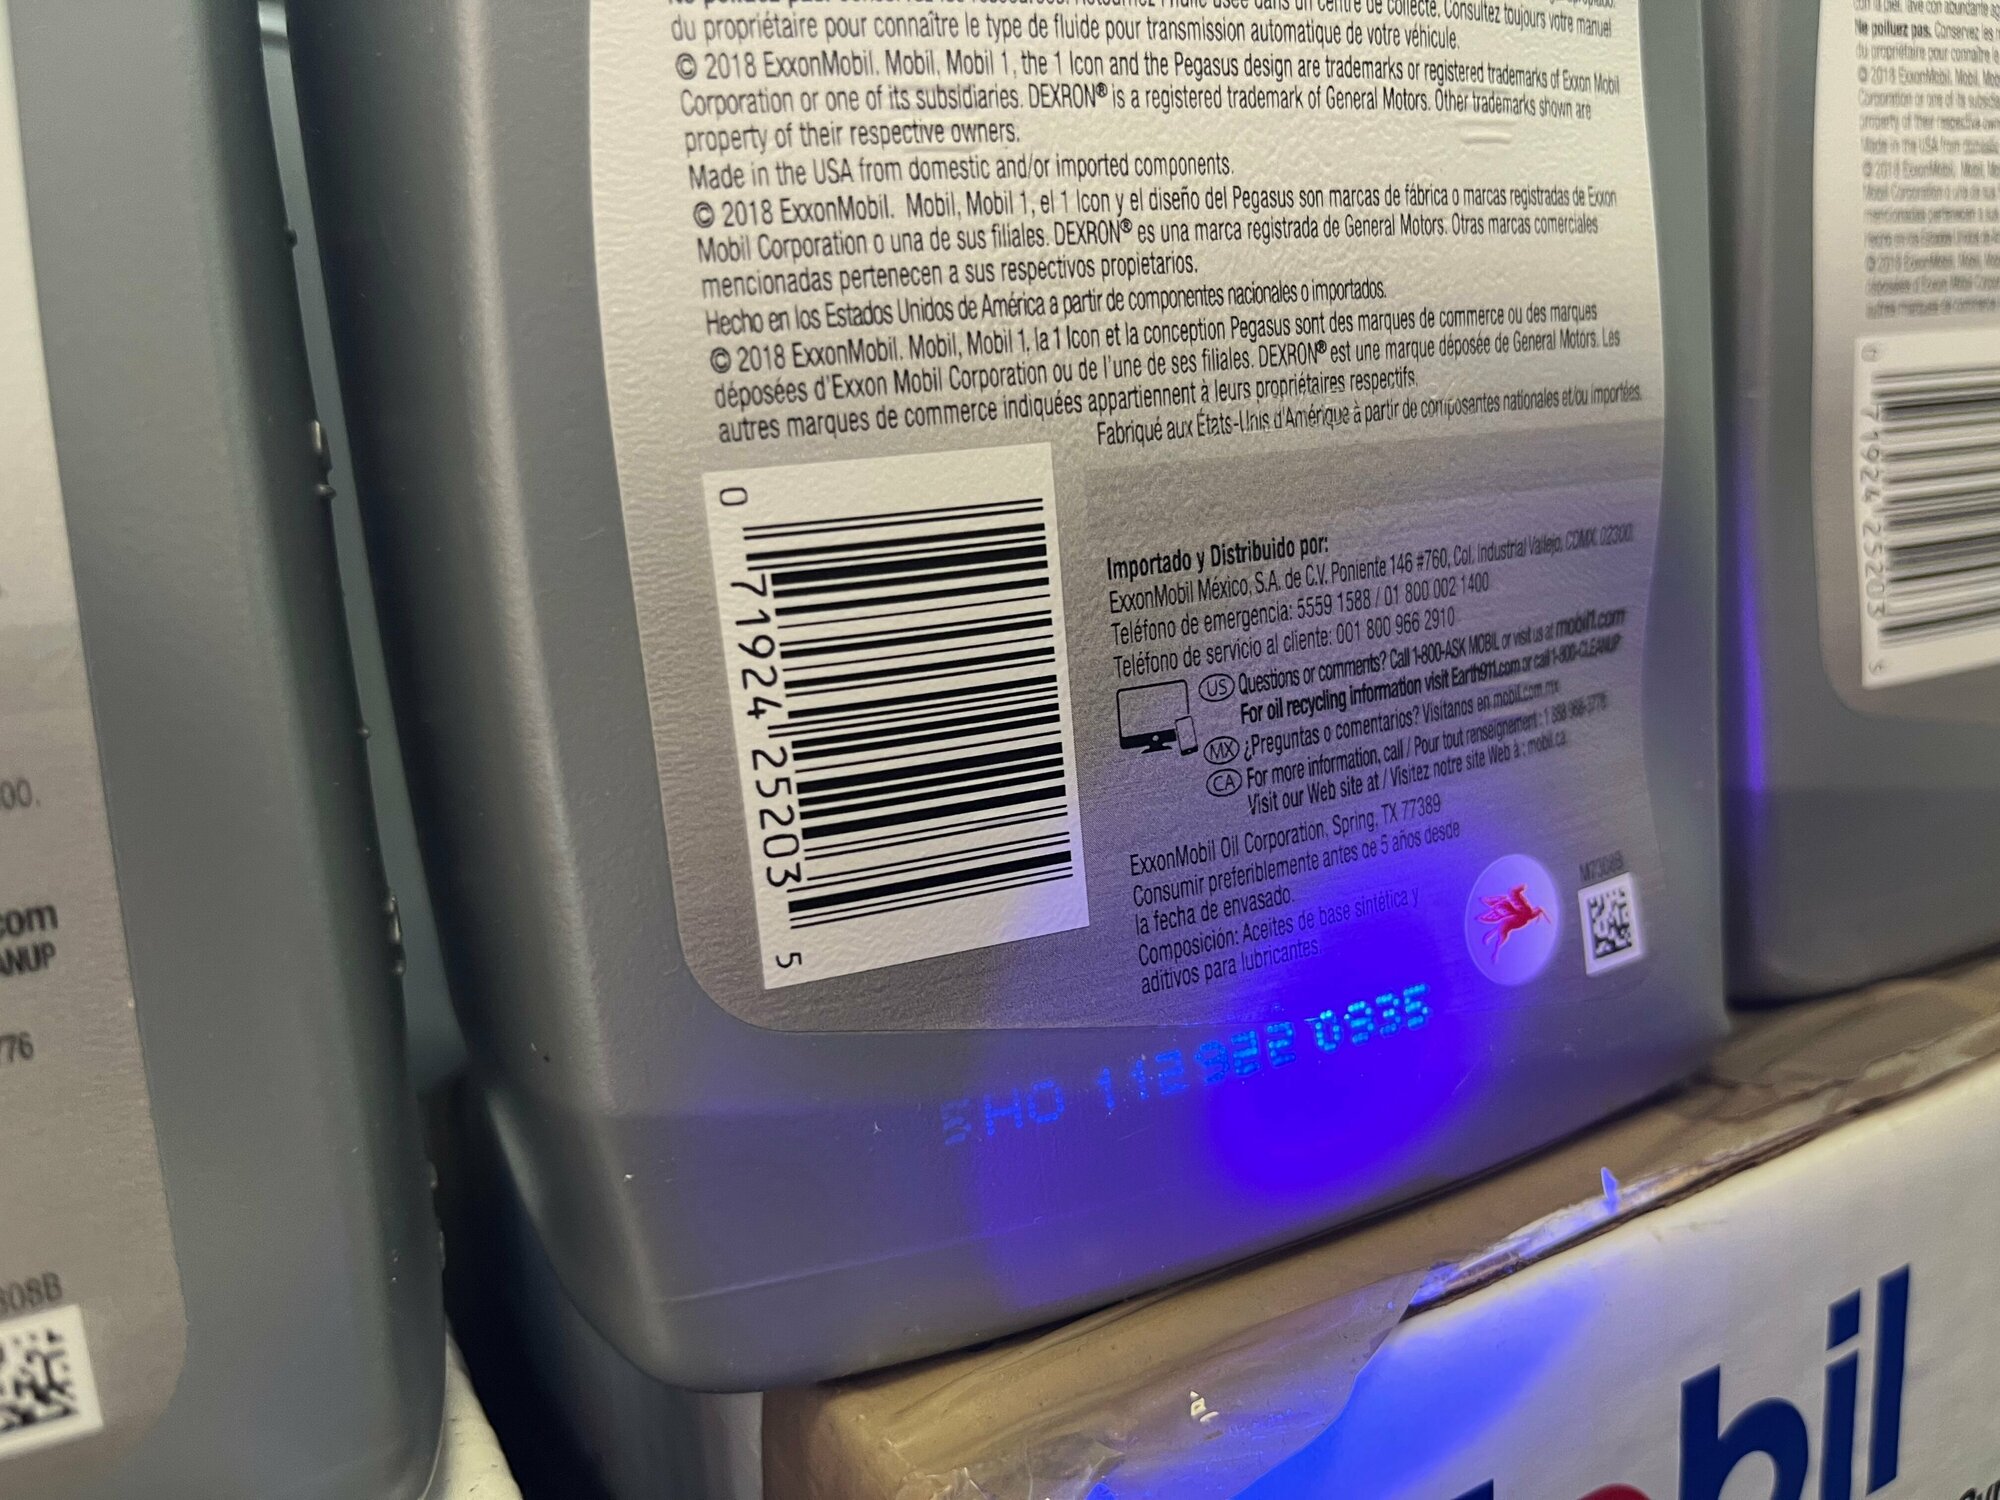 du propriétaire pour connaître le type de fluide pour transmission automatique de votre véhicule.
© 2018 ExxonMobil. Mobil, Mobil 1, the 1 Icon and the Pegasus design are trademarks or registered trademarks of Exxon Mobil
Corporation or one of its subsidiaries. DEXRON® is a registered trademark of General Motors. Other trademarks shown are
property of their respective owners.
Made in the USA from domestic and/or imported components.
© 2018 ExxonMobil. Mobil, Mobil 1, el 1 Icon y el diseño del Pegasus son marcas de fábrica o marcas registradas de Exxon
Mobil Corporation o una de sus filiales. DEXRON® es una marca registrada de General Motors. Otras marcas comerciales
mencionadas pertenecen a sus respectivos propietarios.
Hecho en los Estados Unidos de América a partir de componentes nacionales o importados.
© 2018 ExxonMobil. Mobil, Mobil 1, la 1 Icon et la conception Pegasus sont des marques de commerce ou des marques
déposées d'Exxon Mobil Corporation ou de l'une de ses filiales. DEXRON® est une marque déposée de General Motors. Les
autres marques de commerce indiquées appartiennent à leurs propriétaires respectifs.
Fabriqué aux États-Unis d'Amérique à partir de composantes nationales et/ou importées.
0 71924 25203 5
Importado y Distribuido por:
ExxonMobil México, S.A. de C.V. Poniente 146 #760, Col. Industrial Vallejo, CDMX 02300.
Teléfono de emergencia: 5559 1588 / 01 800 002 1400
Teléfono de servicio al cliente: 001 800 966 2910
US Questions or comments? Call 1-800-ASK MOBIL or visit us at mobil1.com
For oil recycling information visit Earth911.com or call 1-800-CLEANUP
MX ¿Preguntas o comentarios? Visítanos en mobil.com.mx
CA For more information, call / Pour tout renseignement : 1 888 968-3776
Visit our Web site at / Visitez notre site Web à : mobil.ca
ExxonMobil Oil Corporation, Spring, TX 77389
Consumir preferiblemente antes de 5 años desde
la fecha de envasado.
Composición: Aceites de base sintética y
aditivos para lubricantes.
M7308B
HO 112922 0935
00.
com
ANUP
76
308B
71924 25203
bil